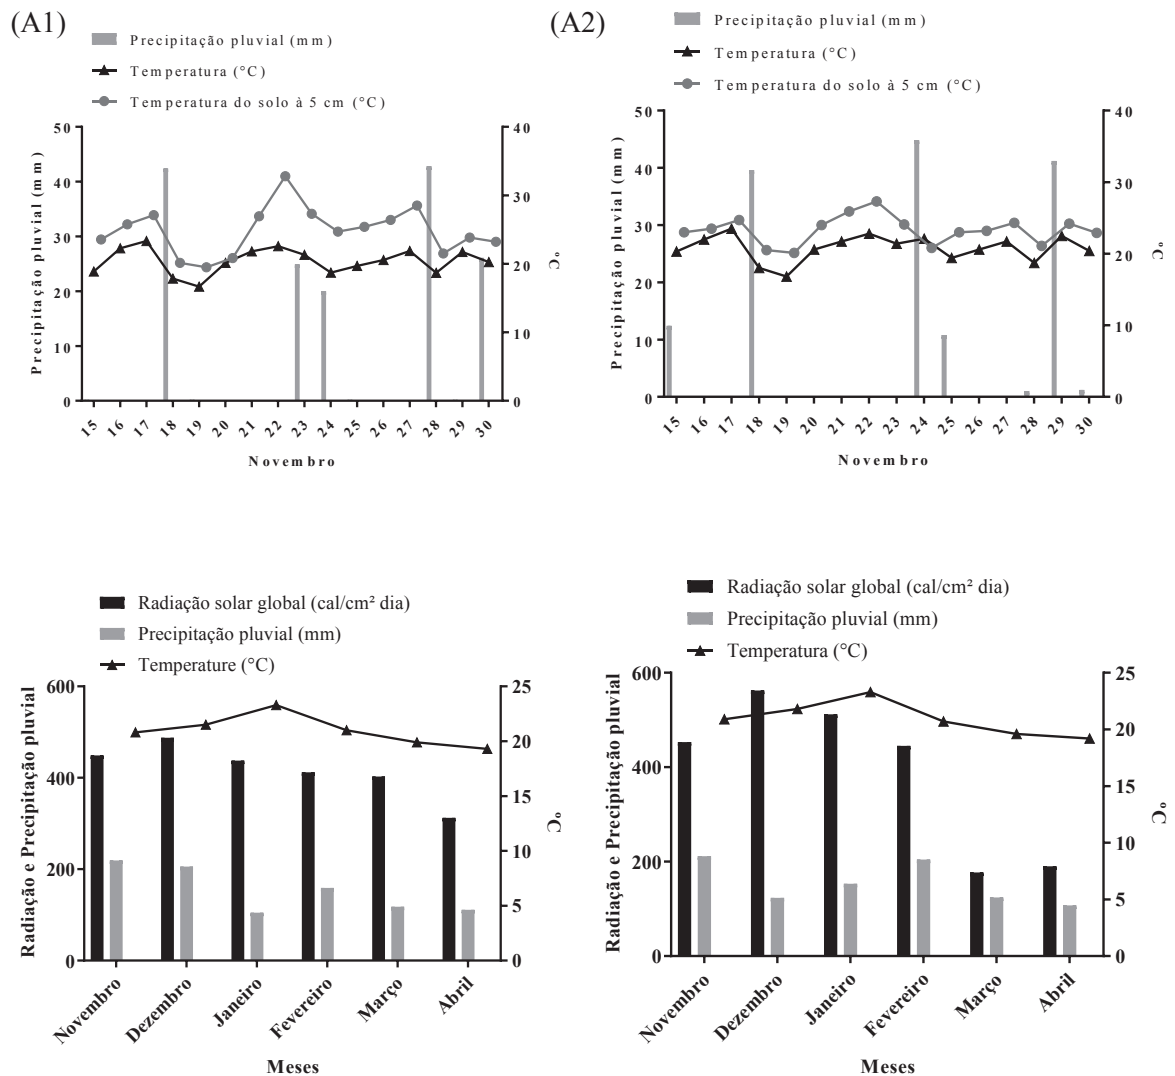 (A1)
Precipitação pluvial (mm)
Temperatura (°C)
Temperatura do solo à 5 cm (°C)
Precipitação pluvial (mm)
50
40
30
20
10
0
40
30
20
10
0
°C
15 16 17 18 19 20 21 22 23 24 25 26 27 28 29 30
Novembro
(A2)
Precipitação pluvial (mm)
Temperatura (°C)
Temperatura do solo à 5 cm (°C)
Precipitação pluvial (mm)
50
40
30
20
10
0
40
30
20
10
0
°C
15 16 17 18 19 20 21 22 23 24 25 26 27 28 29 30
Novembro
Radiação solar global (cal/cm² dia)
Precipitação pluvial (mm)
Temperature (°C)
Radiação e Precipitação pluvial
600
400
200
0
25
20
15
10
5
0
°C
Novembro Dezembro Janeiro Fevereiro Março Abril
Meses
Radiação solar global (cal/cm² dia)
Precipitação pluvial (mm)
Temperatura (°C)
Radiação e Precipitação pluvial
600
400
200
0
25
20
15
10
5
0
°C
Novembro Dezembro Janeiro Fevereiro Março Abril
Meses